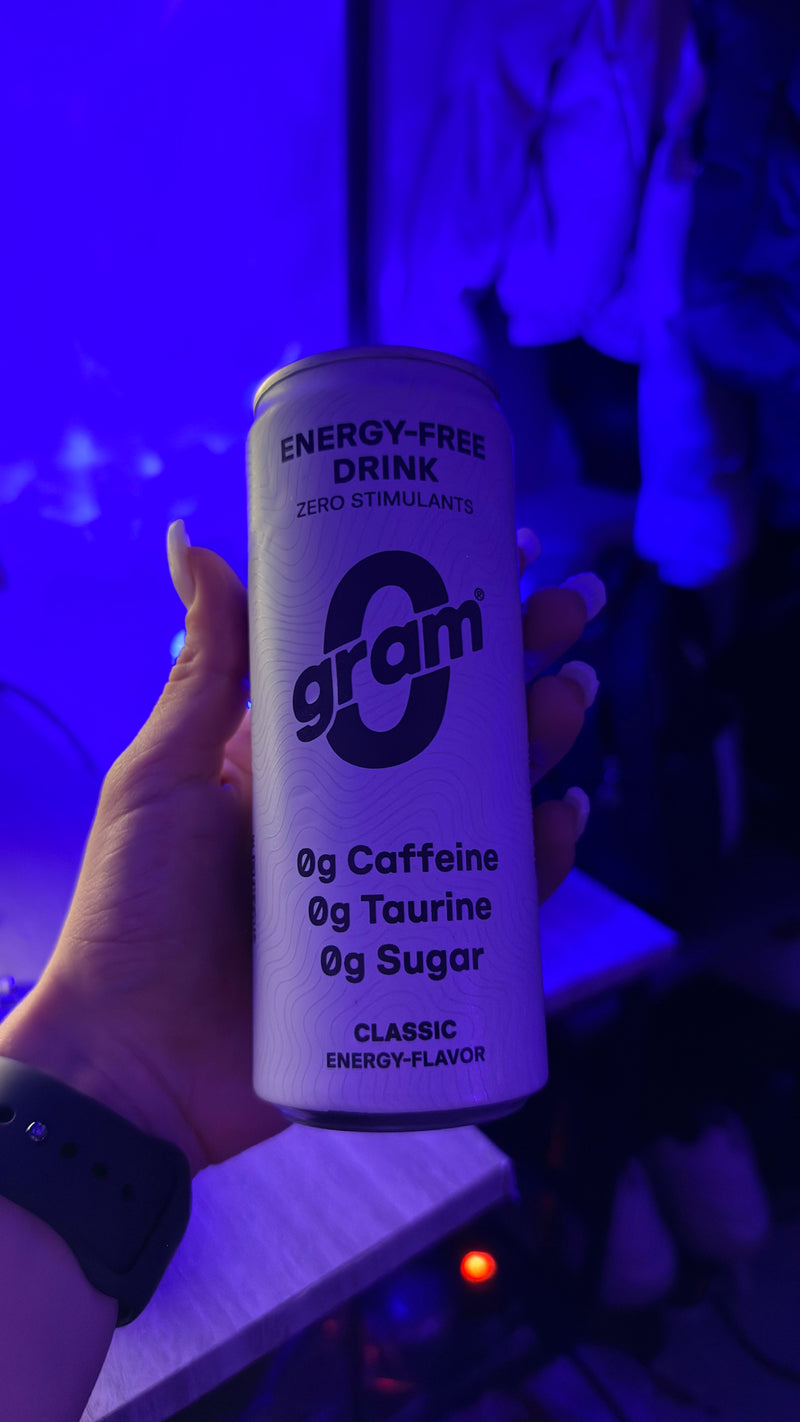 ENERGY-FREE
DRINK
ZERO STIMULANTS
0
gram®
0g Caffeine
0g Taurine
0g Sugar
CLASSIC
ENERGY-FLAVOR